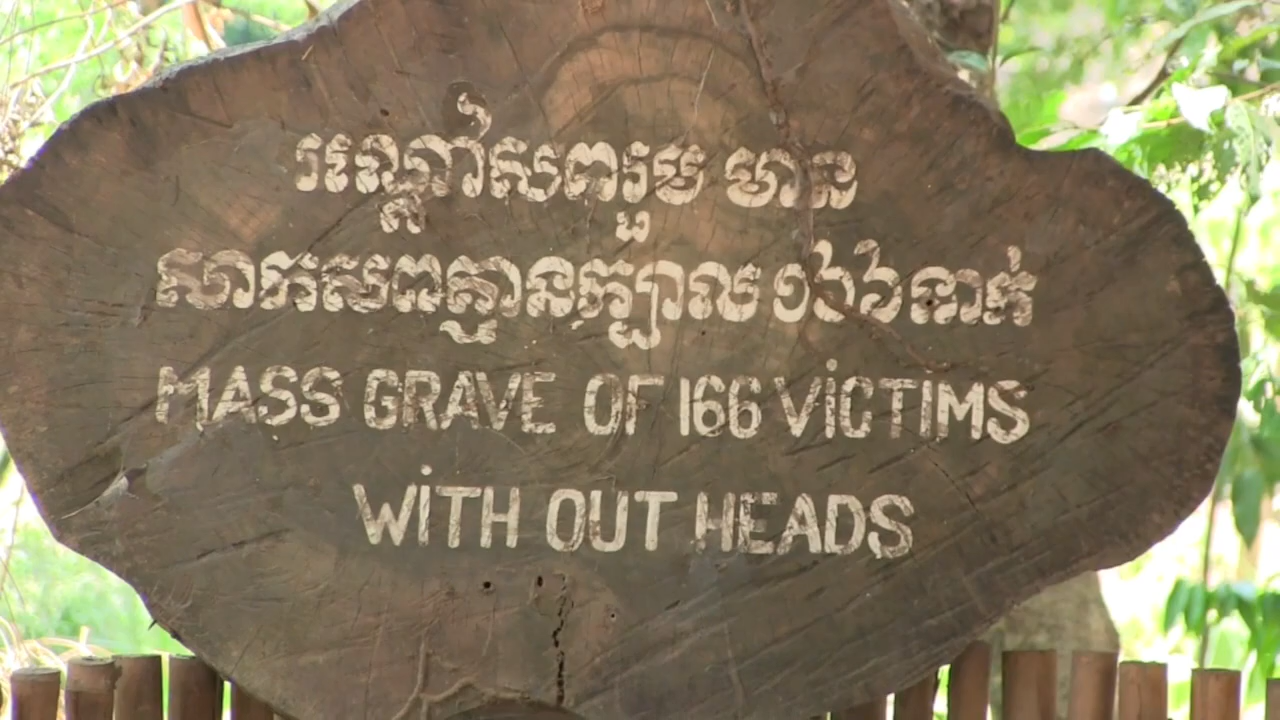 រណ្តៅសពរួម មាន
សាកសពគ្មានក្បាល ១៦៦ នាក់
MASS GRAVE OF 166 VICTIMS
WITH OUT HEADS